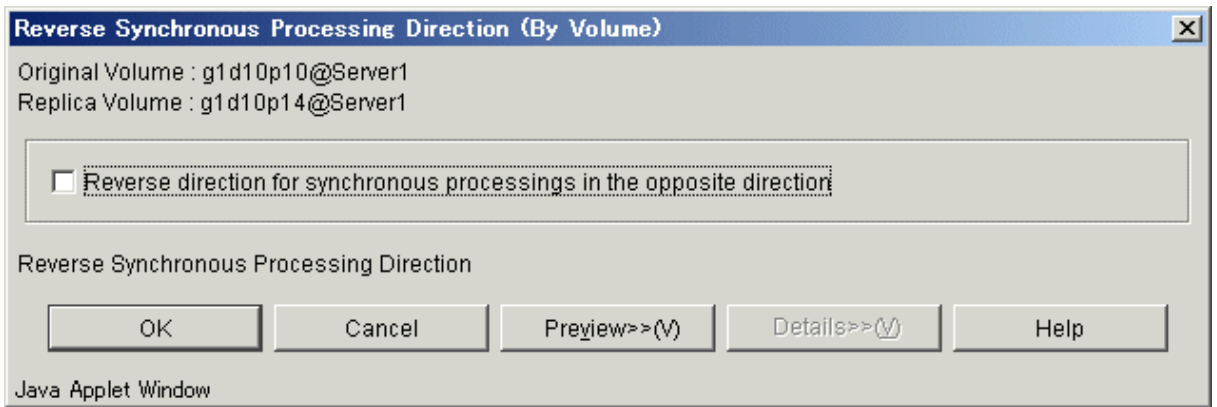 Reverse Synchronous Processing Direction (By Volume)
Original Volume : g1d10p10@Server1
Replica Volume : g1d10p14@Server1
Reverse direction for synchronous processings in the opposite direction
Reverse Synchronous Processing Direction
OK Cancel Preview>>(V) Details>>(V) Help
Java Applet Window